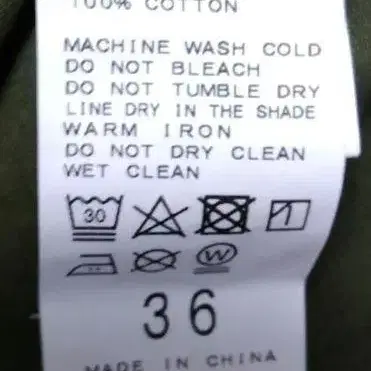 100% COTTON
MACHINE WASH COLD
DO NOT BLEACH
DO NOT TUMBLE DRY
LINE DRY IN THE SHADE
WARM IRON
DO NOT DRY CLEAN
WET CLEAN
30
W
36
MADE IN CHINA